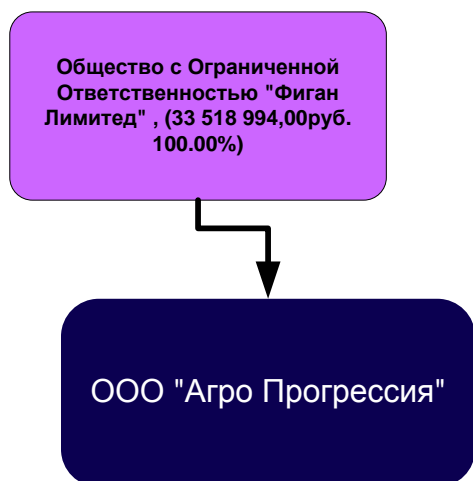 Общество с Ограниченной
Ответственностью "Фиган
Лимитед" , (33 518 994,00руб.
100.00%)
ООО "Агро Прогрессия"